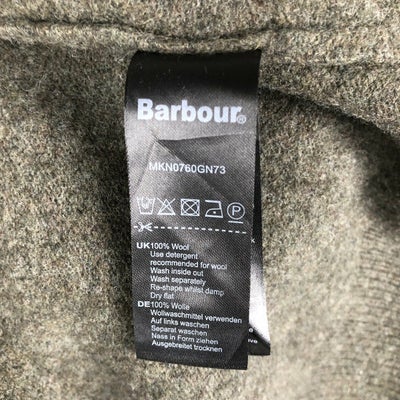 Barbour®
MKN0760GN73
P
UK100% Wool
Use detergent
recommended for wool
Wash inside out
Wash separately
Re-shape whilst damp
Dry flat
DE100% Wolle
Wollwaschmittel verwenden
Auf links waschen
Separat waschen
Nass in Form ziehen
Ausgebreitet trocknen